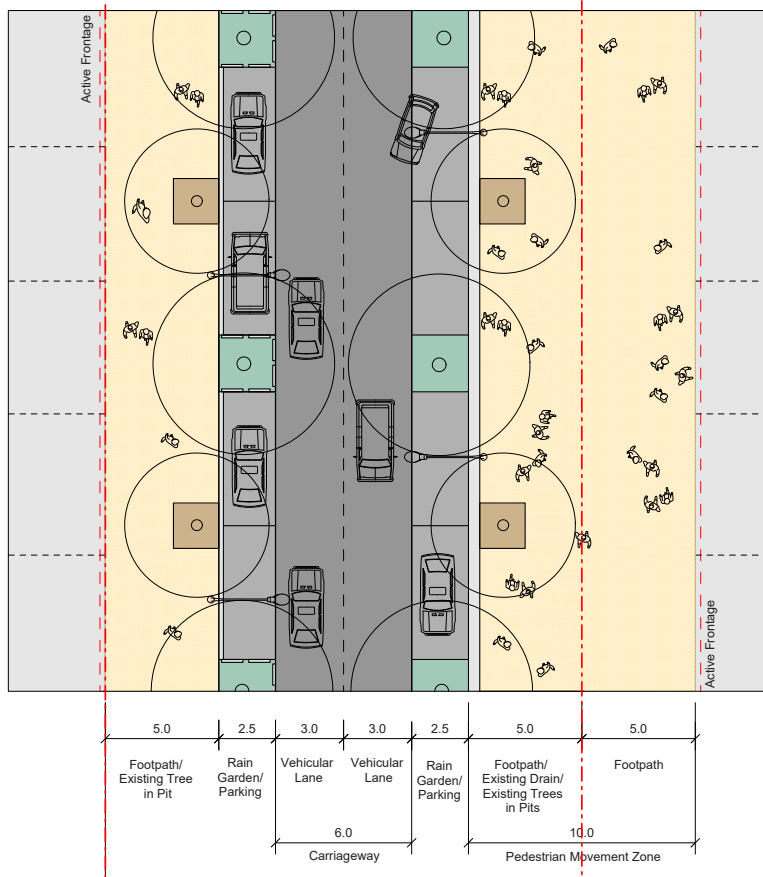 Active Frontage
Active Frontage
5.0
2.5
3.0
3.0
2.5
5.0
5.0
Footpath/
Existing Tree
in Pit
Rain
Garden/
Parking
Vehicular
Lane
Vehicular
Lane
Rain
Garden/
Parking
Footpath/
Existing Drain/
Existing Trees
in Pits
Footpath
6.0
Carriageway
10.0
Pedestrian Movement Zone